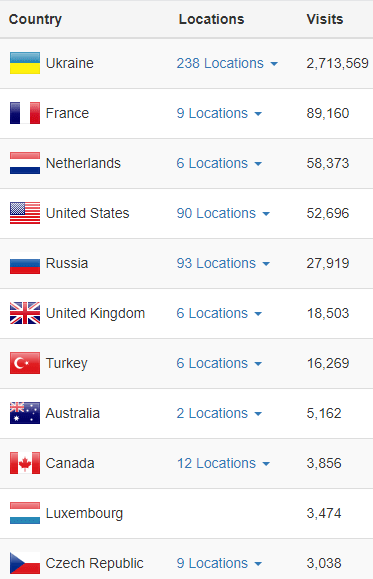 Country Locations Visits
Ukraine 238 Locations 2,713,569
France 9 Locations 89,160
Netherlands 6 Locations 58,373
United States 90 Locations 52,696
Russia 93 Locations 27,919
United Kingdom 6 Locations 18,503
Turkey 6 Locations 16,269
Australia 2 Locations 5,162
Canada 12 Locations 3,856
Luxembourg 3,474
Czech Republic 9 Locations 3,038